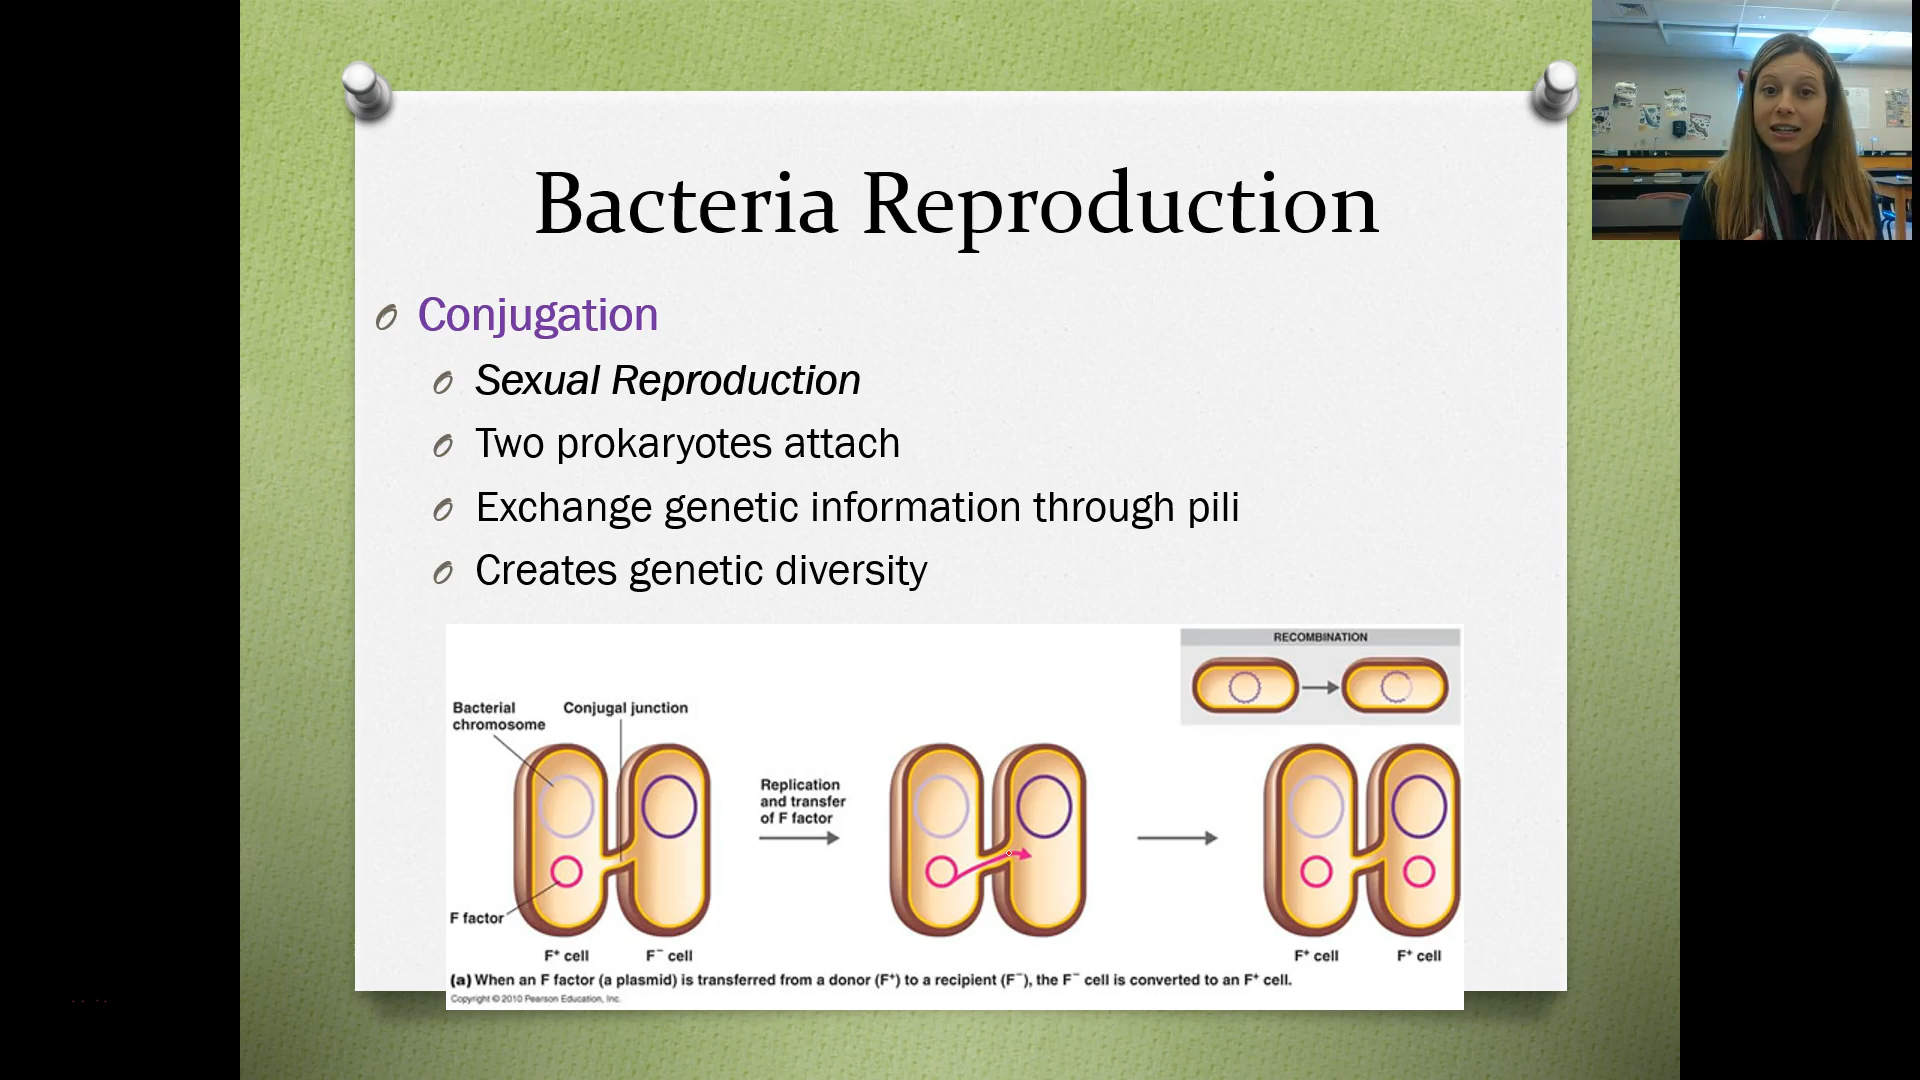 Bacteria Reproduction
Conjugation
Sexual Reproduction
Two prokaryotes attach
Exchange genetic information through pili
Creates genetic diversity
RECOMBINATION
Bacterial
chromosome
Conjugal junction
Replication
and transfer
of F factor
F factor
F⁺ cell
F⁻ cell
F⁺ cell
F⁺ cell
(a) When an F factor (a plasmid) is transferred from a donor (F⁺) to a recipient (F⁻), the F⁻ cell is converted to an F⁺ cell.
Copyright © 2010 Pearson Education, Inc.